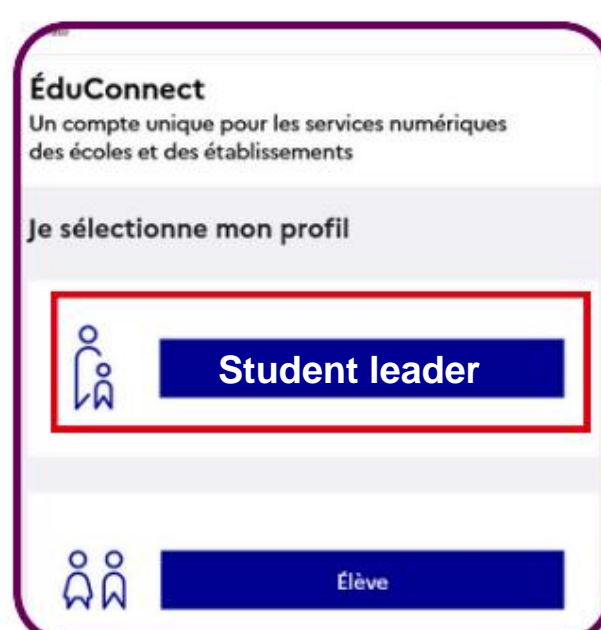 ÉduConnect
Un compte unique pour les services numériques
des écoles et des établissements
Je sélectionne mon profil
Student leader
Élève